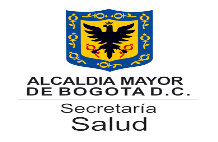 ALCALDIA MAYOR
DE BOGOTA D.C.
Secretaría
Salud